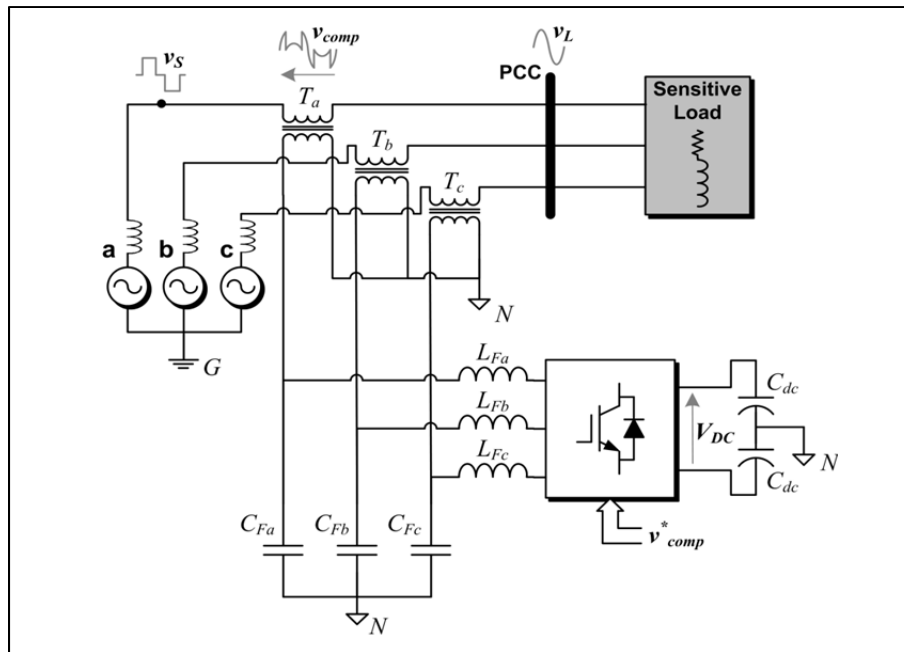 v_comp
v_S
v_L
PCC
T_a
Sensitive
Load
T_b
T_c
a
b
c
N
G
L_Fa
C_dc
L_Fb
V_DC
N
L_Fc
C_dc
C_Fa
C_Fb
C_Fc
v*_comp
N